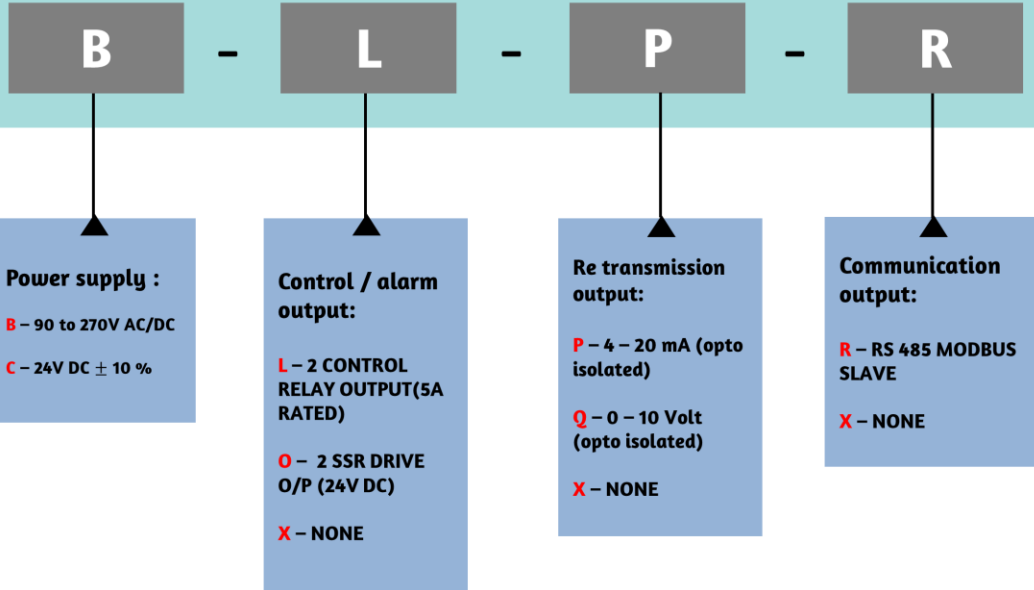 B - L - P - R
Power supply :
B – 90 to 270V AC/DC
C – 24V DC ± 10 %
Control / alarm
output:
L – 2 CONTROL
RELAY OUTPUT(5A
RATED)
O – 2 SSR DRIVE
O/P (24V DC)
X – NONE
Re transmission
output:
P – 4 – 20 mA (opto
isolated)
Q – 0 – 10 Volt
(opto isolated)
X – NONE
Communication
output:
R – RS 485 MODBUS
SLAVE
X – NONE